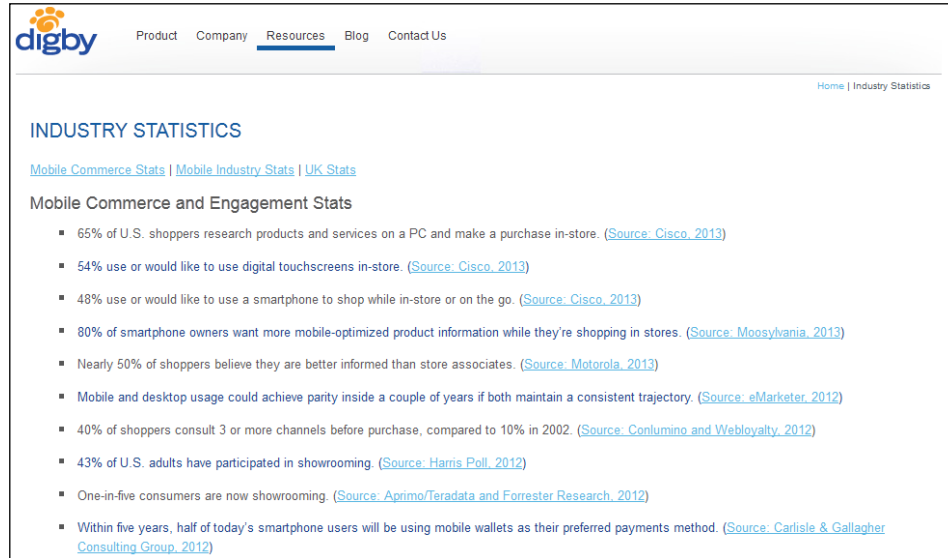 digby
Product Company Resources Blog Contact Us
Home | Industry Statistics
INDUSTRY STATISTICS
Mobile Commerce Stats | Mobile Industry Stats | UK Stats
Mobile Commerce and Engagement Stats
▪ 65% of U.S. shoppers research products and services on a PC and make a purchase in-store. (Source: Cisco, 2013)
▪ 54% use or would like to use digital touchscreens in-store. (Source: Cisco, 2013)
▪ 48% use or would like to use a smartphone to shop while in-store or on the go. (Source: Cisco, 2013)
▪ 80% of smartphone owners want more mobile-optimized product information while they're shopping in stores. (Source: Moosylvania, 2013)
▪ Nearly 50% of shoppers believe they are better informed than store associates. (Source: Motorola, 2013)
▪ Mobile and desktop usage could achieve parity inside a couple of years if both maintain a consistent trajectory. (Source: eMarketer, 2012)
▪ 40% of shoppers consult 3 or more channels before purchase, compared to 10% in 2002. (Source: Conlumino and Webloyalty, 2012)
▪ 43% of U.S. adults have participated in showrooming. (Source: Harris Poll, 2012)
▪ One-in-five consumers are now showrooming. (Source: Aprimo/Teradata and Forrester Research, 2012)
▪ Within five years, half of today's smartphone users will be using mobile wallets as their preferred payments method. (Source: Carlisle & Gallagher
Consulting Group, 2012)